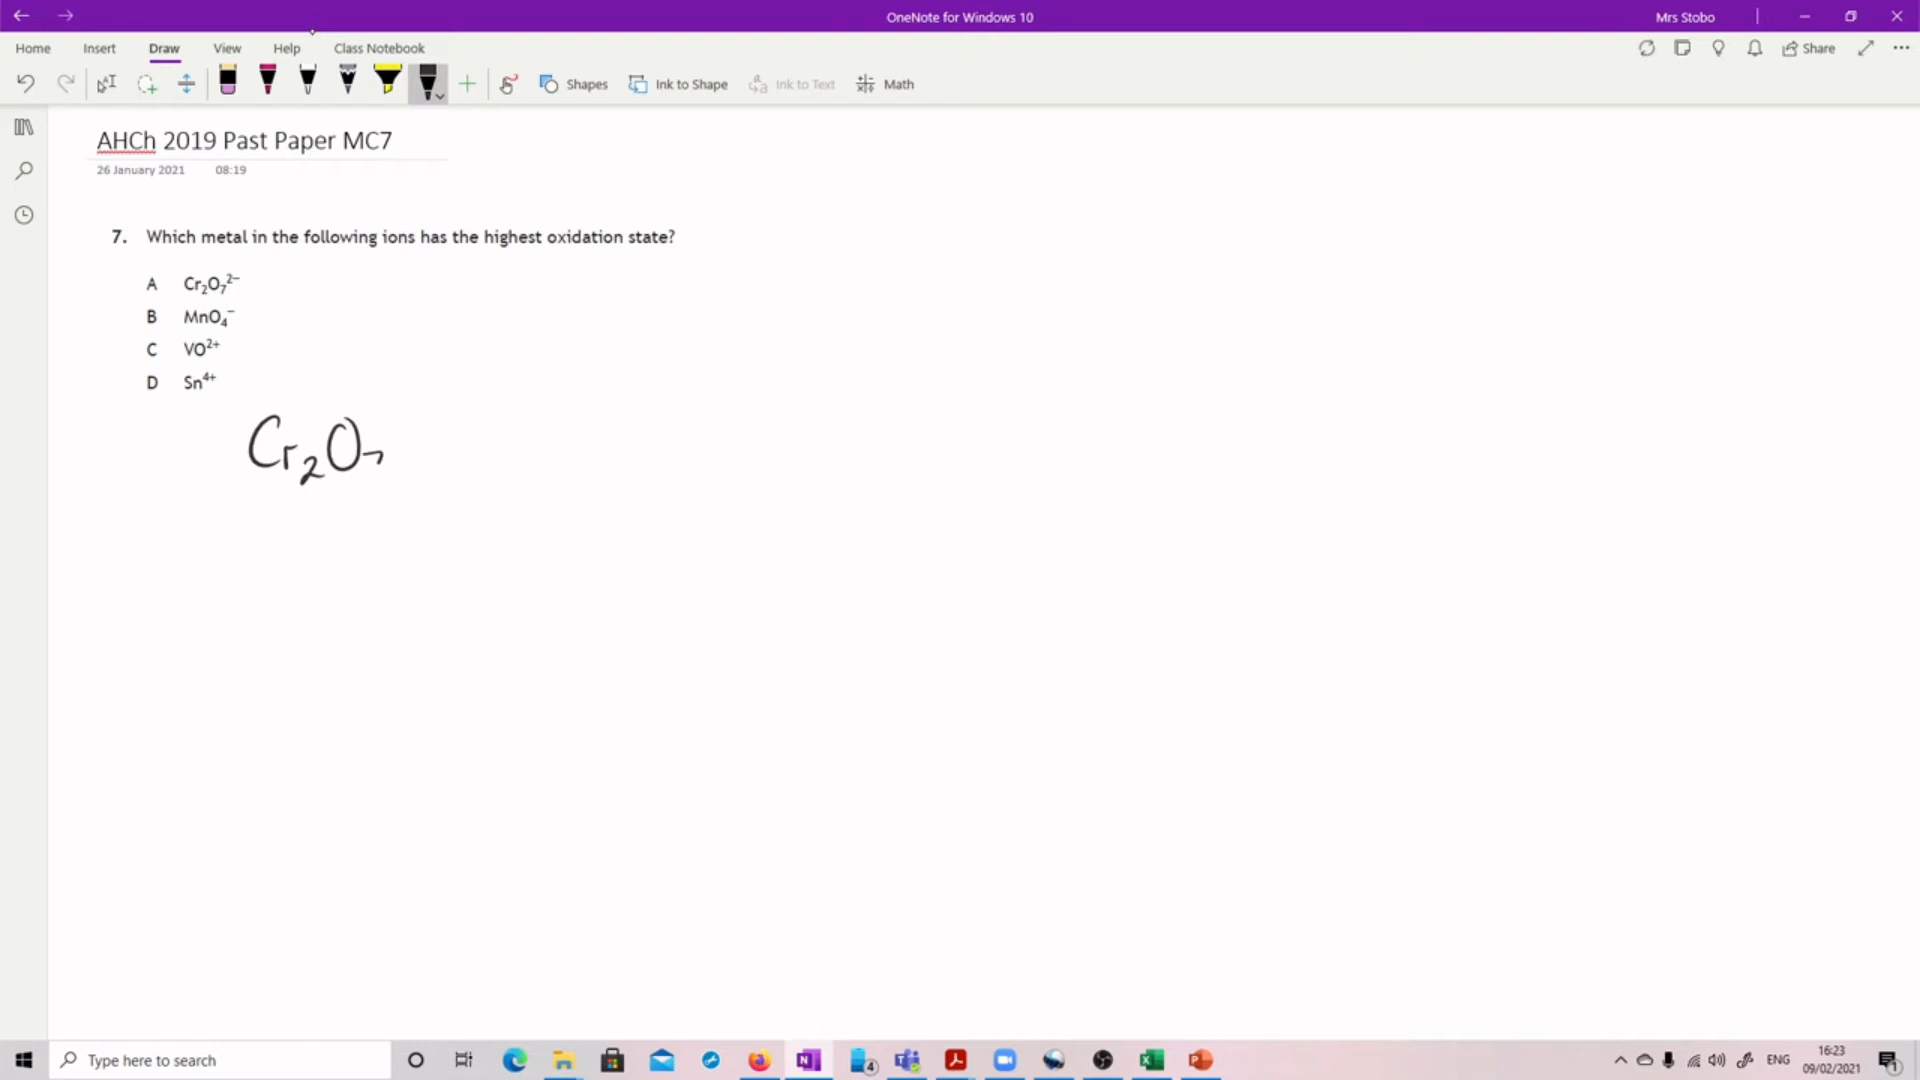 OneNote for Windows 10
Mrs Stobo
Home Insert Draw View Help Class Notebook
Share
Shapes Ink to Shape Ink to Text Math
AHCh 2019 Past Paper MC7
26 January 2021 08:19
7. Which metal in the following ions has the highest oxidation state?
A Cr₂O₇²⁻
B MnO₄⁻
C VO²⁺
D Sn⁴⁺
Cr₂O₇
Type here to search
4
ENG
16:23
09/02/2021
1